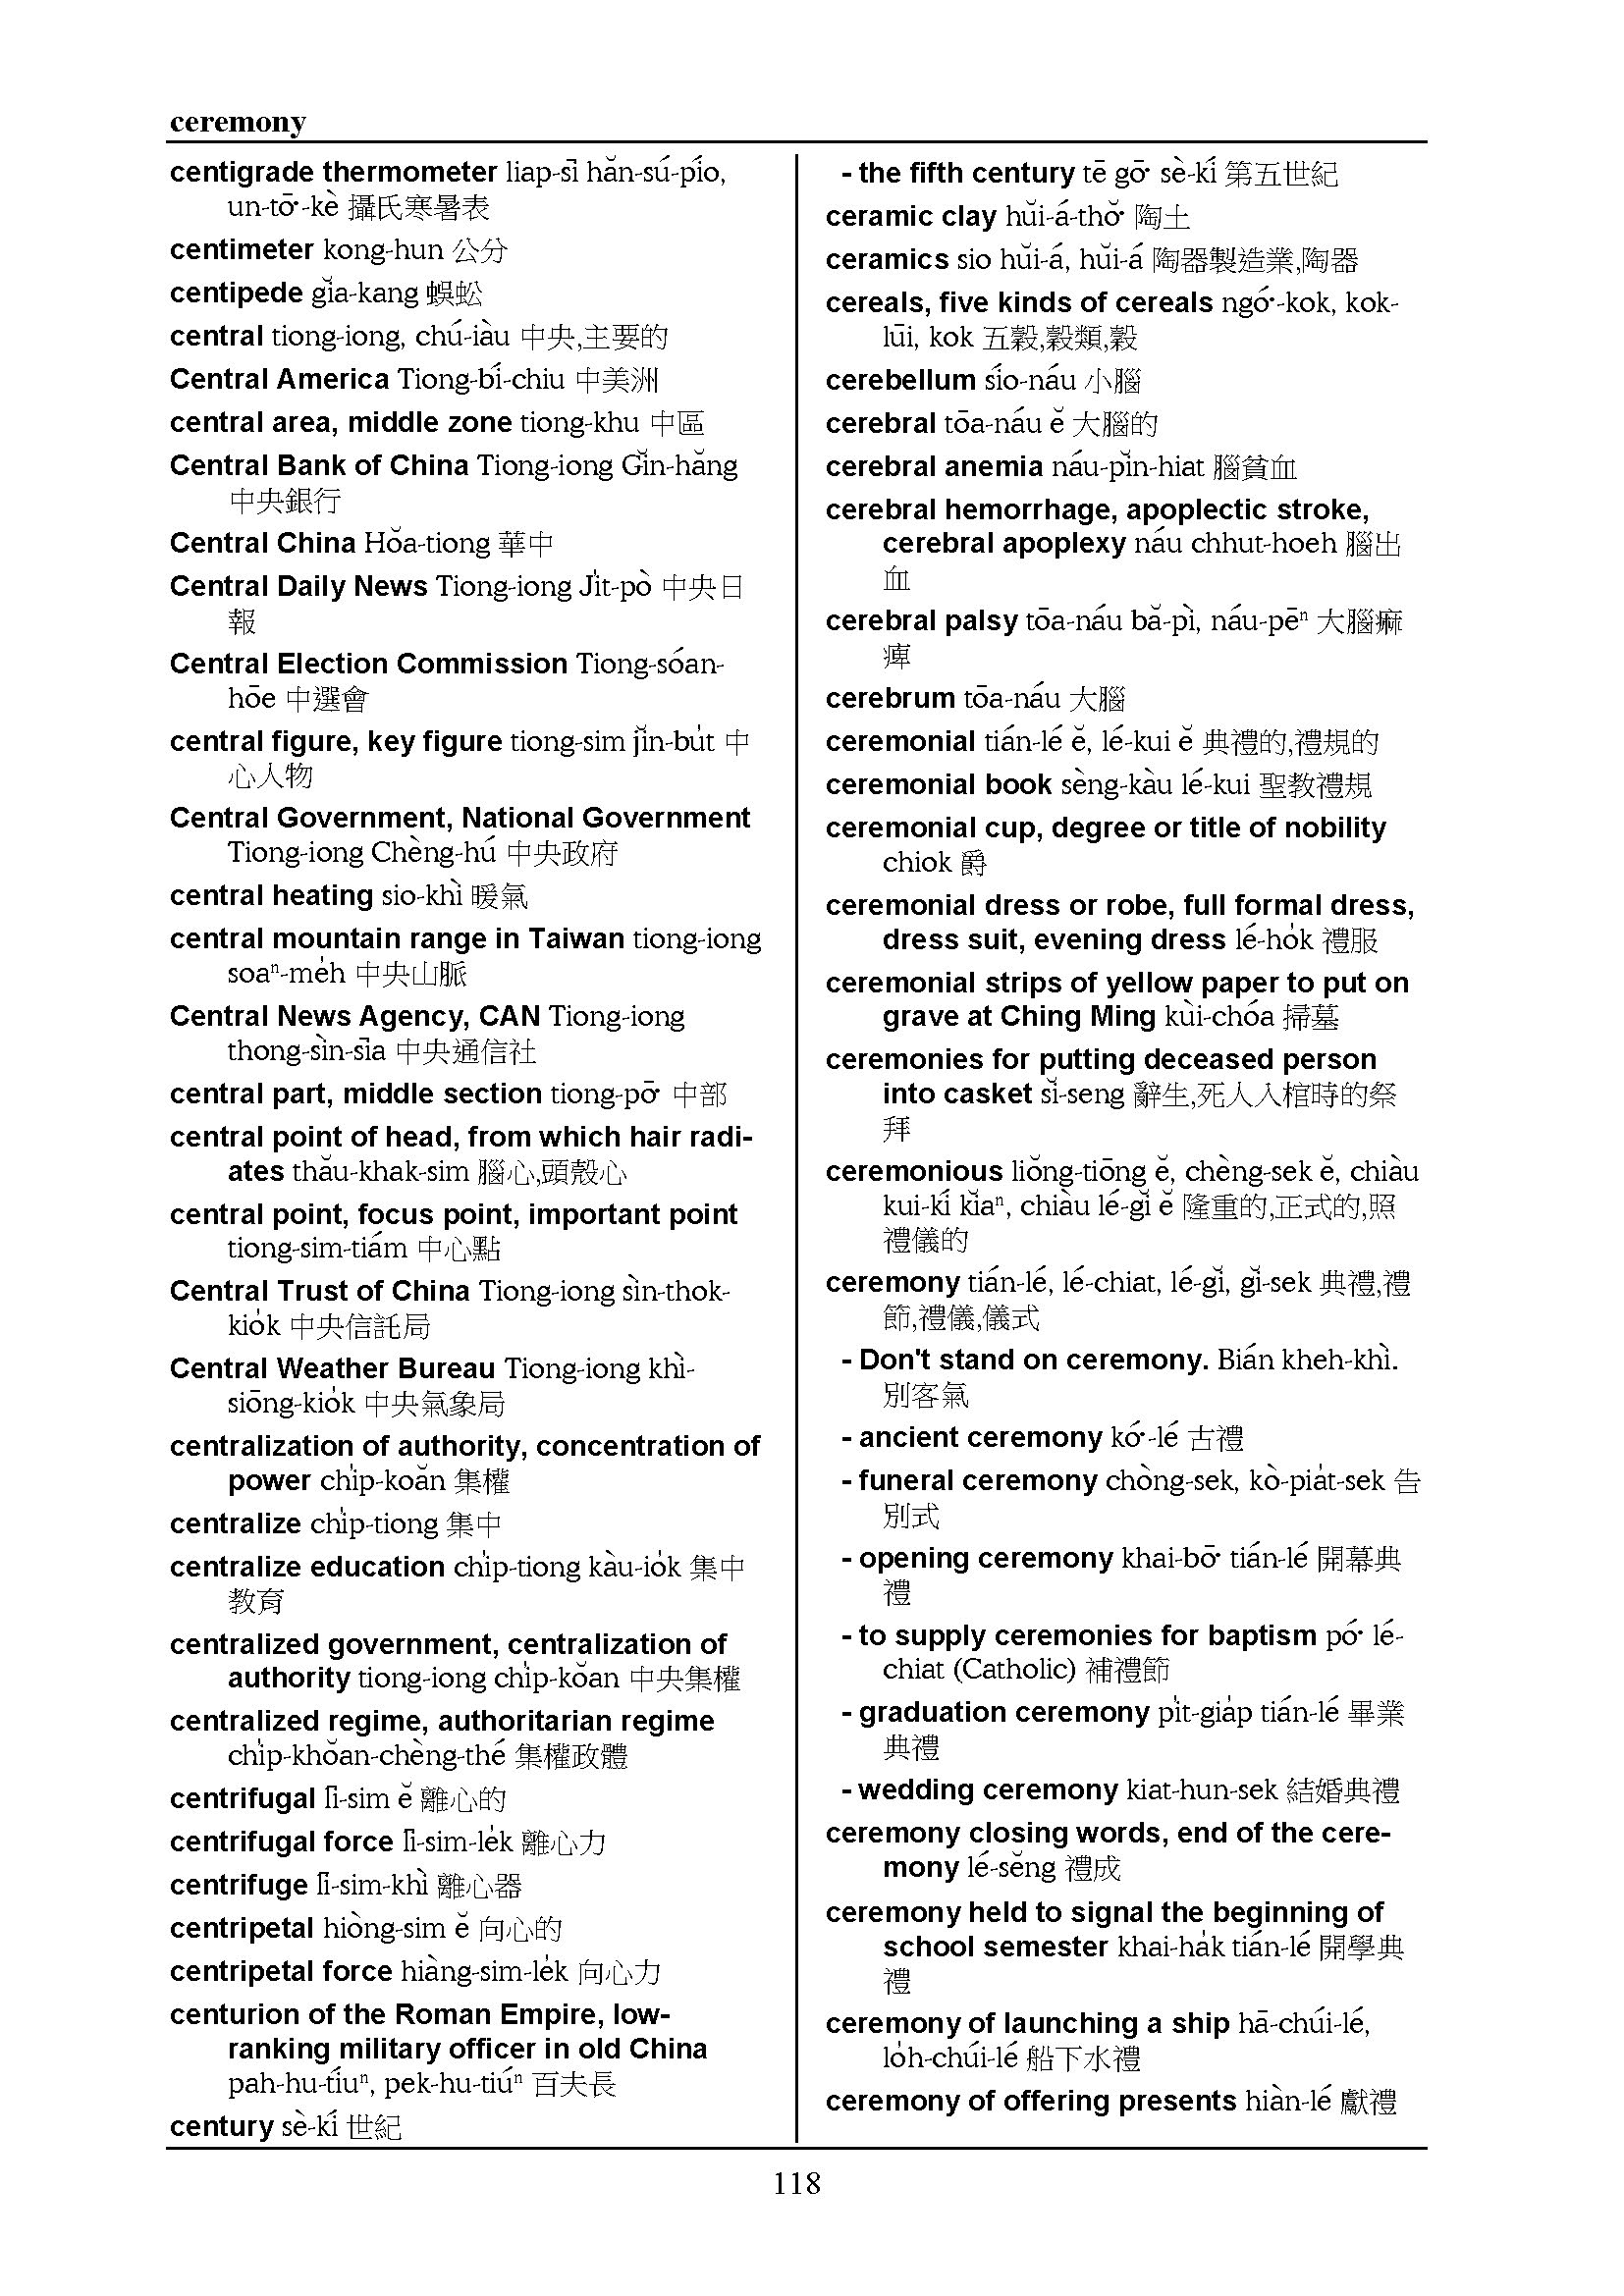 ceremony
centigrade thermometer liap-sī hăn-sú-pío,
un-tō͘-kè 攝氏寒暑表
centimeter kong-hun 公分
centipede gĭa-kang 蜈蚣
central tiong-iong, chú-iàu 中央,主要的
Central America Tiong-bí-chiu 中美洲
central area, middle zone tiong-khu 中區
Central Bank of China Tiong-iong Gĭn-hăng
中央銀行
Central China Hŏa-tiong 華中
Central Daily News Tiong-iong Ji̍t-pò 中央日
報
Central Election Commission Tiong-sóan-
hōe 中選會
central figure, key figure tiong-sim jĭn-bu̍t 中
心人物
Central Government, National Government
Tiong-iong Chèng-hú 中央政府
central heating sio-khì 暖氣
central mountain range in Taiwan tiong-iong
soaⁿ-me̍h 中央山脈
Central News Agency, CAN Tiong-iong
thong-sìn-sīa 中央通信社
central part, middle section tiong-pō͘ 中部
central point of head, from which hair radi-
ates thău-khak-sim 腦心,頭殼心
central point, focus point, important point
tiong-sim-tiám 中心點
Central Trust of China Tiong-iong sìn-thok-
kio̍k 中央信託局
Central Weather Bureau Tiong-iong khì-
siōng-kio̍k 中央氣象局
centralization of authority, concentration of
power chi̍p-koăn 集權
centralize chi̍p-tiong 集中
centralize education chi̍p-tiong kàu-io̍k 集中
教育
centralized government, centralization of
authority tiong-iong chi̍p-kŏan 中央集權
centralized regime, authoritarian regime
chi̍p-khŏan-chèng-thé 集權政體
centrifugal lī-sim ĕ 離心的
centrifugal force lī-sim-le̍k 離心力
centrifuge lī-sim-khì 離心器
centripetal hiòng-sim ĕ 向心的
centripetal force hiàng-sim-le̍k 向心力
centurion of the Roman Empire, low-
ranking military officer in old China
pah-hu-tíuⁿ, pek-hu-tiúⁿ 百夫長
century sè-kí 世紀
- the fifth century tē gō͘ sè-kí 第五世紀
ceramic clay hŭi-á-thŏ͘ 陶土
ceramics sio hŭi-á, hŭi-á 陶器製造業,陶器
cereals, five kinds of cereals ngó͘-kok, kok-
lūi, kok 五穀,穀類,穀
cerebellum sío-náu 小腦
cerebral tōa-náu ĕ 大腦的
cerebral anemia náu-pĭn-hiat 腦貧血
cerebral hemorrhage, apoplectic stroke,
cerebral apoplexy náu chhut-hoeh 腦出
血
cerebral palsy tōa-náu bă-pì, náu-pēⁿ 大腦痲
痺
cerebrum tōa-náu 大腦
ceremonial tián-lé ĕ, lé-kui ĕ 典禮的,禮規的
ceremonial book sèng-kàu lé-kui 聖教禮規
ceremonial cup, degree or title of nobility
chiok 爵
ceremonial dress or robe, full formal dress,
dress suit, evening dress lé-ho̍k 禮服
ceremonial strips of yellow paper to put on
grave at Ching Ming kùi-chóa 掃墓
ceremonies for putting deceased person
into casket sĭ-seng 辭生,死人入棺時的祭
拜
ceremonious liŏng-tiōng ĕ, chèng-sek ĕ, chiàu
kui-kí kĭaⁿ, chiàu lé-gĭ ĕ 隆重的,正式的,照
禮儀的
ceremony tián-lé, lé-chiat, lé-gĭ, gĭ-sek 典禮,禮
節,禮儀,儀式
- Don't stand on ceremony. Bián kheh-khì.
別客氣
- ancient ceremony kó͘-lé 古禮
- funeral ceremony chòng-sek, kò-pia̍t-sek 告
別式
- opening ceremony khai-bō͘ tián-lé 開幕典
禮
- to supply ceremonies for baptism pó͘ lé-
chiat (Catholic) 補禮節
- graduation ceremony pi̍t-gia̍p tián-lé 畢業
典禮
- wedding ceremony kiat-hun-sek 結婚典禮
ceremony closing words, end of the cere-
mony lé-sĕng 禮成
ceremony held to signal the beginning of
school semester khai-ha̍k tián-lé 開學典
禮
ceremony of launching a ship hā-chúi-lé,
lo̍h-chúi-lé 船下水禮
ceremony of offering presents hiàn-lé 獻禮
118